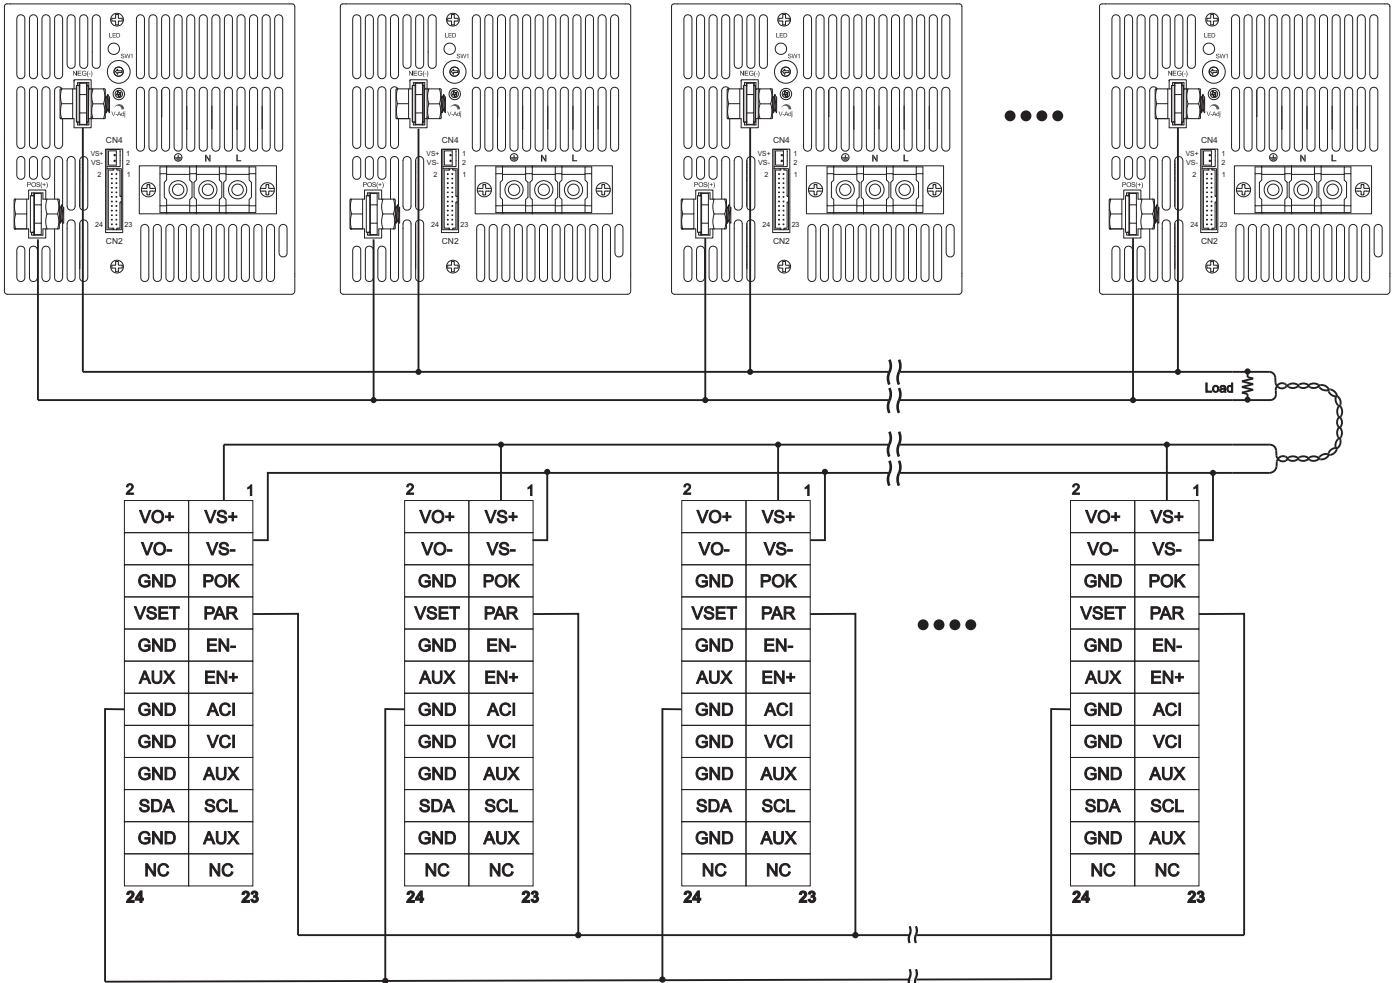 LED LED LED LED
SW1 SW1 SW1 SW1
NEG(-) NEG(-) NEG(-) NEG(-)
V-Adj V-Adj V-Adj V-Adj
CN4 CN4 CN4 CN4
VS+ 1 VS+ 1 VS+ 1 VS+ 1
VS- 2 N L VS- 2 N L VS- 2 N L VS- 2 N L
2 1 2 1 2 1 2 1
POS(+) POS(+) POS(+) POS(+)
24 23 24 23 24 23 24 23
CN2 CN2 CN2 CN2
Load
2 1 2 1 2 1 2 1
VO+ VS+ VO+ VS+ VO+ VS+ VO+ VS+
VO- VS- VO- VS- VO- VS- VO- VS-
GND POK GND POK GND POK GND POK
VSET PAR VSET PAR VSET PAR VSET PAR
GND EN- GND EN- GND EN- GND EN-
AUX EN+ AUX EN+ AUX EN+ AUX EN+
GND ACI GND ACI GND ACI GND ACI
GND VCI GND VCI GND VCI GND VCI
GND AUX GND AUX GND AUX GND AUX
SDA SCL SDA SCL SDA SCL SDA SCL
GND AUX GND AUX GND AUX GND AUX
NC NC NC NC NC NC NC NC
24 23 24 23 24 23 24 23